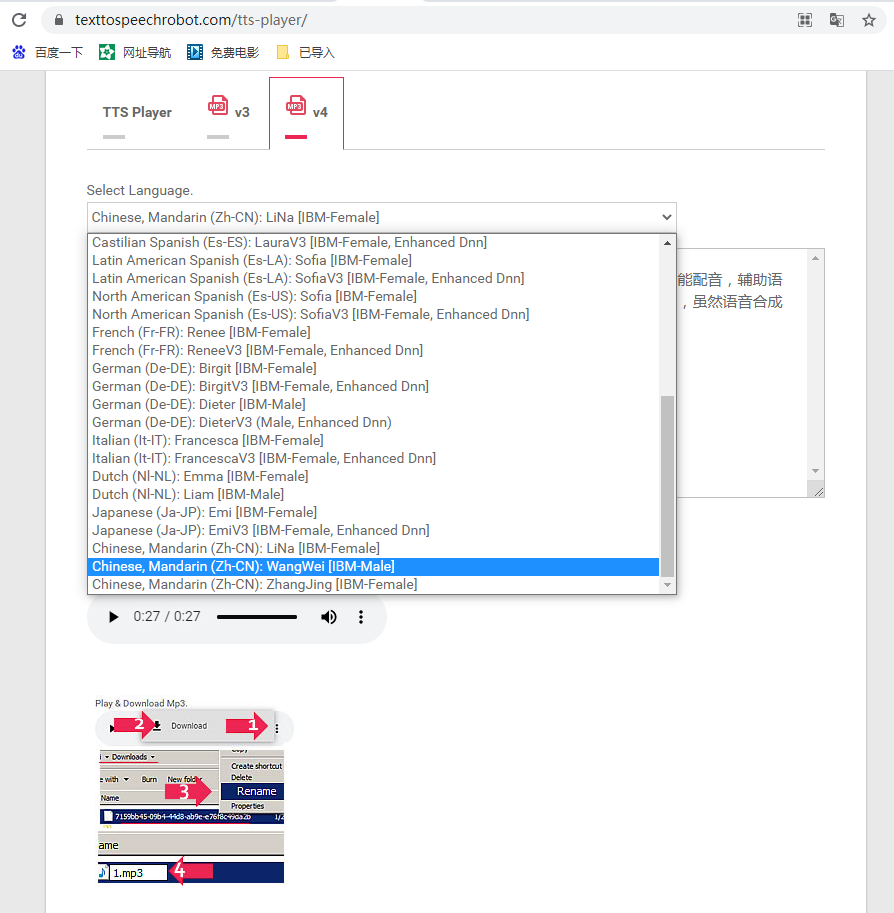 texttospeechrobot.com/tts-player/
百度一下 网址导航 免费电影 已导入
TTS Player MP3 v3 MP3 v4
Select Language.
Chinese, Mandarin (Zh-CN): LiNa [IBM-Female]
Castilian Spanish (Es-ES): LauraV3 [IBM-Female, Enhanced Dnn]
Latin American Spanish (Es-LA): Sofia [IBM-Female]
Latin American Spanish (Es-LA): SofiaV3 [IBM-Female, Enhanced Dnn]
North American Spanish (Es-US): Sofia [IBM-Female]
North American Spanish (Es-US): SofiaV3 [IBM-Female, Enhanced Dnn]
French (Fr-FR): Renee [IBM-Female]
French (Fr-FR): ReneeV3 [IBM-Female, Enhanced Dnn]
German (De-DE): Birgit [IBM-Female]
German (De-DE): BirgitV3 [IBM-Female, Enhanced Dnn]
German (De-DE): Dieter [IBM-Male]
German (De-DE): DieterV3 (Male, Enhanced Dnn)
Italian (It-IT): Francesca [IBM-Female]
Italian (It-IT): FrancescaV3 [IBM-Female, Enhanced Dnn]
Dutch (Nl-NL): Emma [IBM-Female]
Dutch (Nl-NL): Liam [IBM-Male]
Japanese (Ja-JP): Emi [IBM-Female]
Japanese (Ja-JP): EmiV3 [IBM-Female, Enhanced Dnn]
Chinese, Mandarin (Zh-CN): LiNa [IBM-Female]
Chinese, Mandarin (Zh-CN): WangWei [IBM-Male]
Chinese, Mandarin (Zh-CN): ZhangJing [IBM-Female]
能配音，辅助语
，虽然语音合成
0:27 / 0:27
Play & Download Mp3.
2 Download 1
Downloads
Create shortcut
Delete
e with Burn New folder
3 Rename
Name
Properties
7159bb45-09b4-44d8-ab9e-e76f8c49da2b 1/2
ame
1.mp3 4